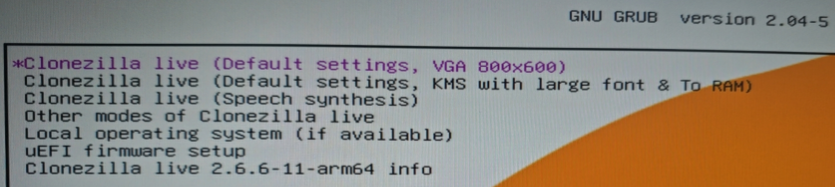 GNU GRUB version 2.04-5
*Clonezilla live (Default settings, VGA 800x600)
Clonezilla live (Default settings, KMS with large font & To RAM)
Clonezilla live (Speech synthesis)
Other modes of Clonezilla live
Local operating system (if available)
uEFI firmware setup
Clonezilla live 2.6.6-11-arm64 info